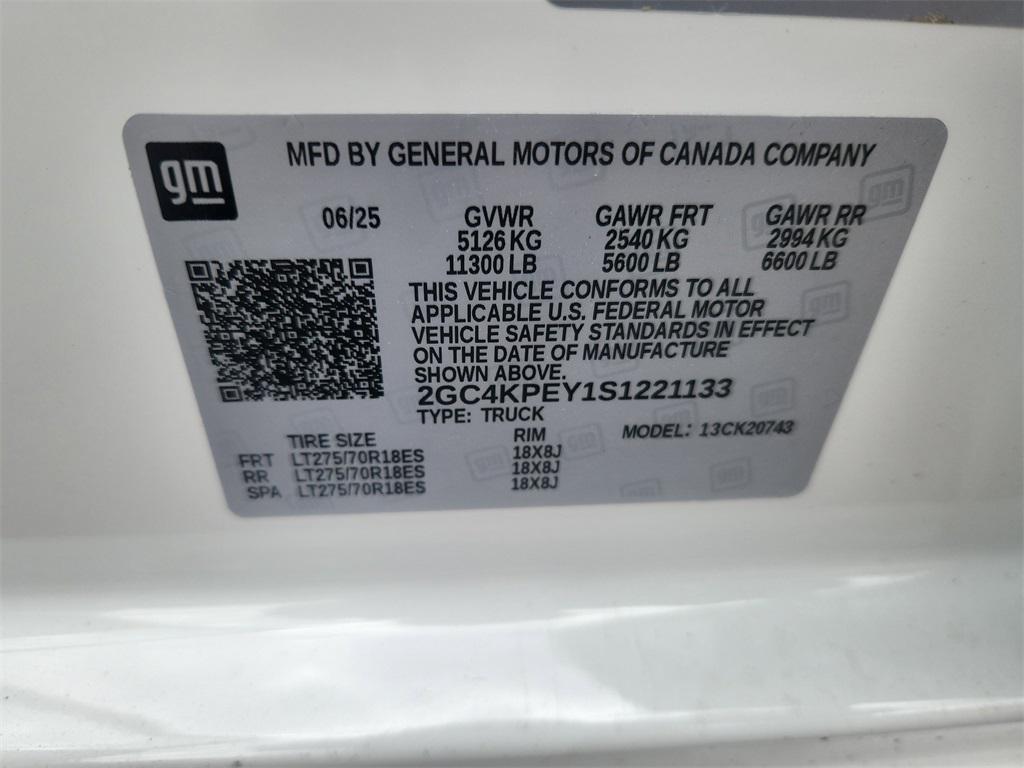 gm
MFD BY GENERAL MOTORS OF CANADA COMPANY
06/25 GVWR GAWR FRT GAWR RR
5126 KG 2540 KG 2994 KG
11300 LB 5600 LB 6600 LB
THIS VEHICLE CONFORMS TO ALL
APPLICABLE U.S. FEDERAL MOTOR
VEHICLE SAFETY STANDARDS IN EFFECT
ON THE DATE OF MANUFACTURE
SHOWN ABOVE.
2GC4KPEY1S1221133
TYPE: TRUCK
TIRE SIZE RIM MODEL: 13CK20743
FRT LT275/70R18ES 18X8J
RR LT275/70R18ES 18X8J
SPA LT275/70R18ES 18X8J